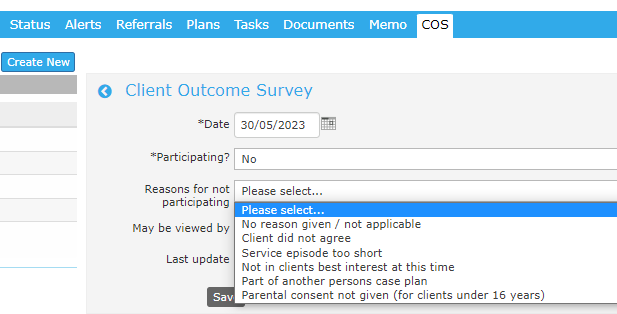 Status Alerts Referrals Plans Tasks Documents Memo COS
Create New
Client Outcome Survey
*Date 30/05/2023
*Participating? No
Reasons for not participating Please select...
Please select...
No reason given / not applicable
May be viewed by
Client did not agree
Service episode too short
Last update
Not in clients best interest at this time
Part of another persons case plan
Parental consent not given (for clients under 16 years)